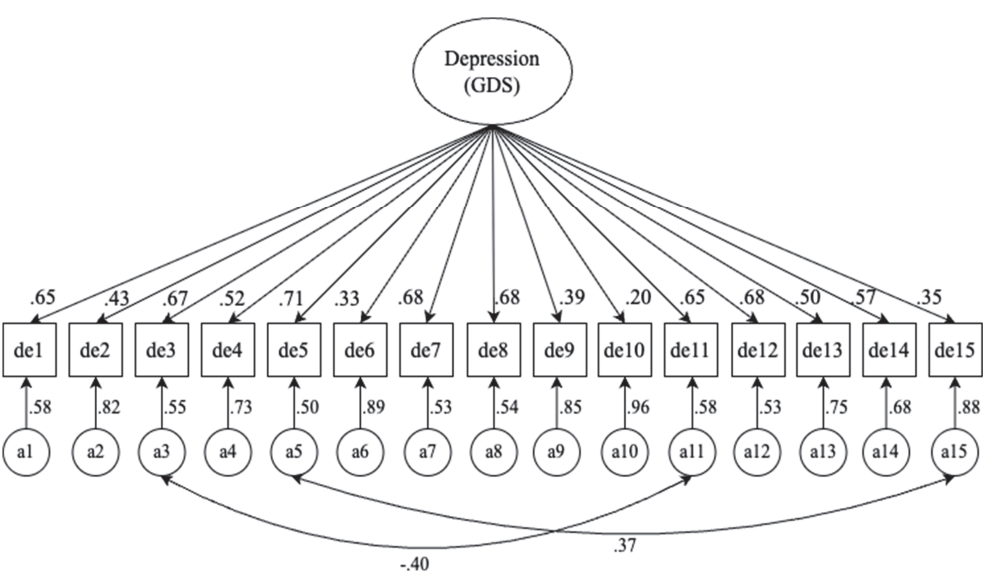 Depression
(GDS)
.65 .43 .67 .52 .71 .33 .68 .68 .39 .20 .65 .68 .50 .57 .35
de1 de2 de3 de4 de5 de6 de7 de8 de9 de10 de11 de12 de13 de14 de15
.58 .82 .55 .73 .50 .89 .53 .54 .85 .96 .58 .53 .75 .68 .88
a1 a2 a3 a4 a5 a6 a7 a8 a9 a10 a11 a12 a13 a14 a15
.37
-.40